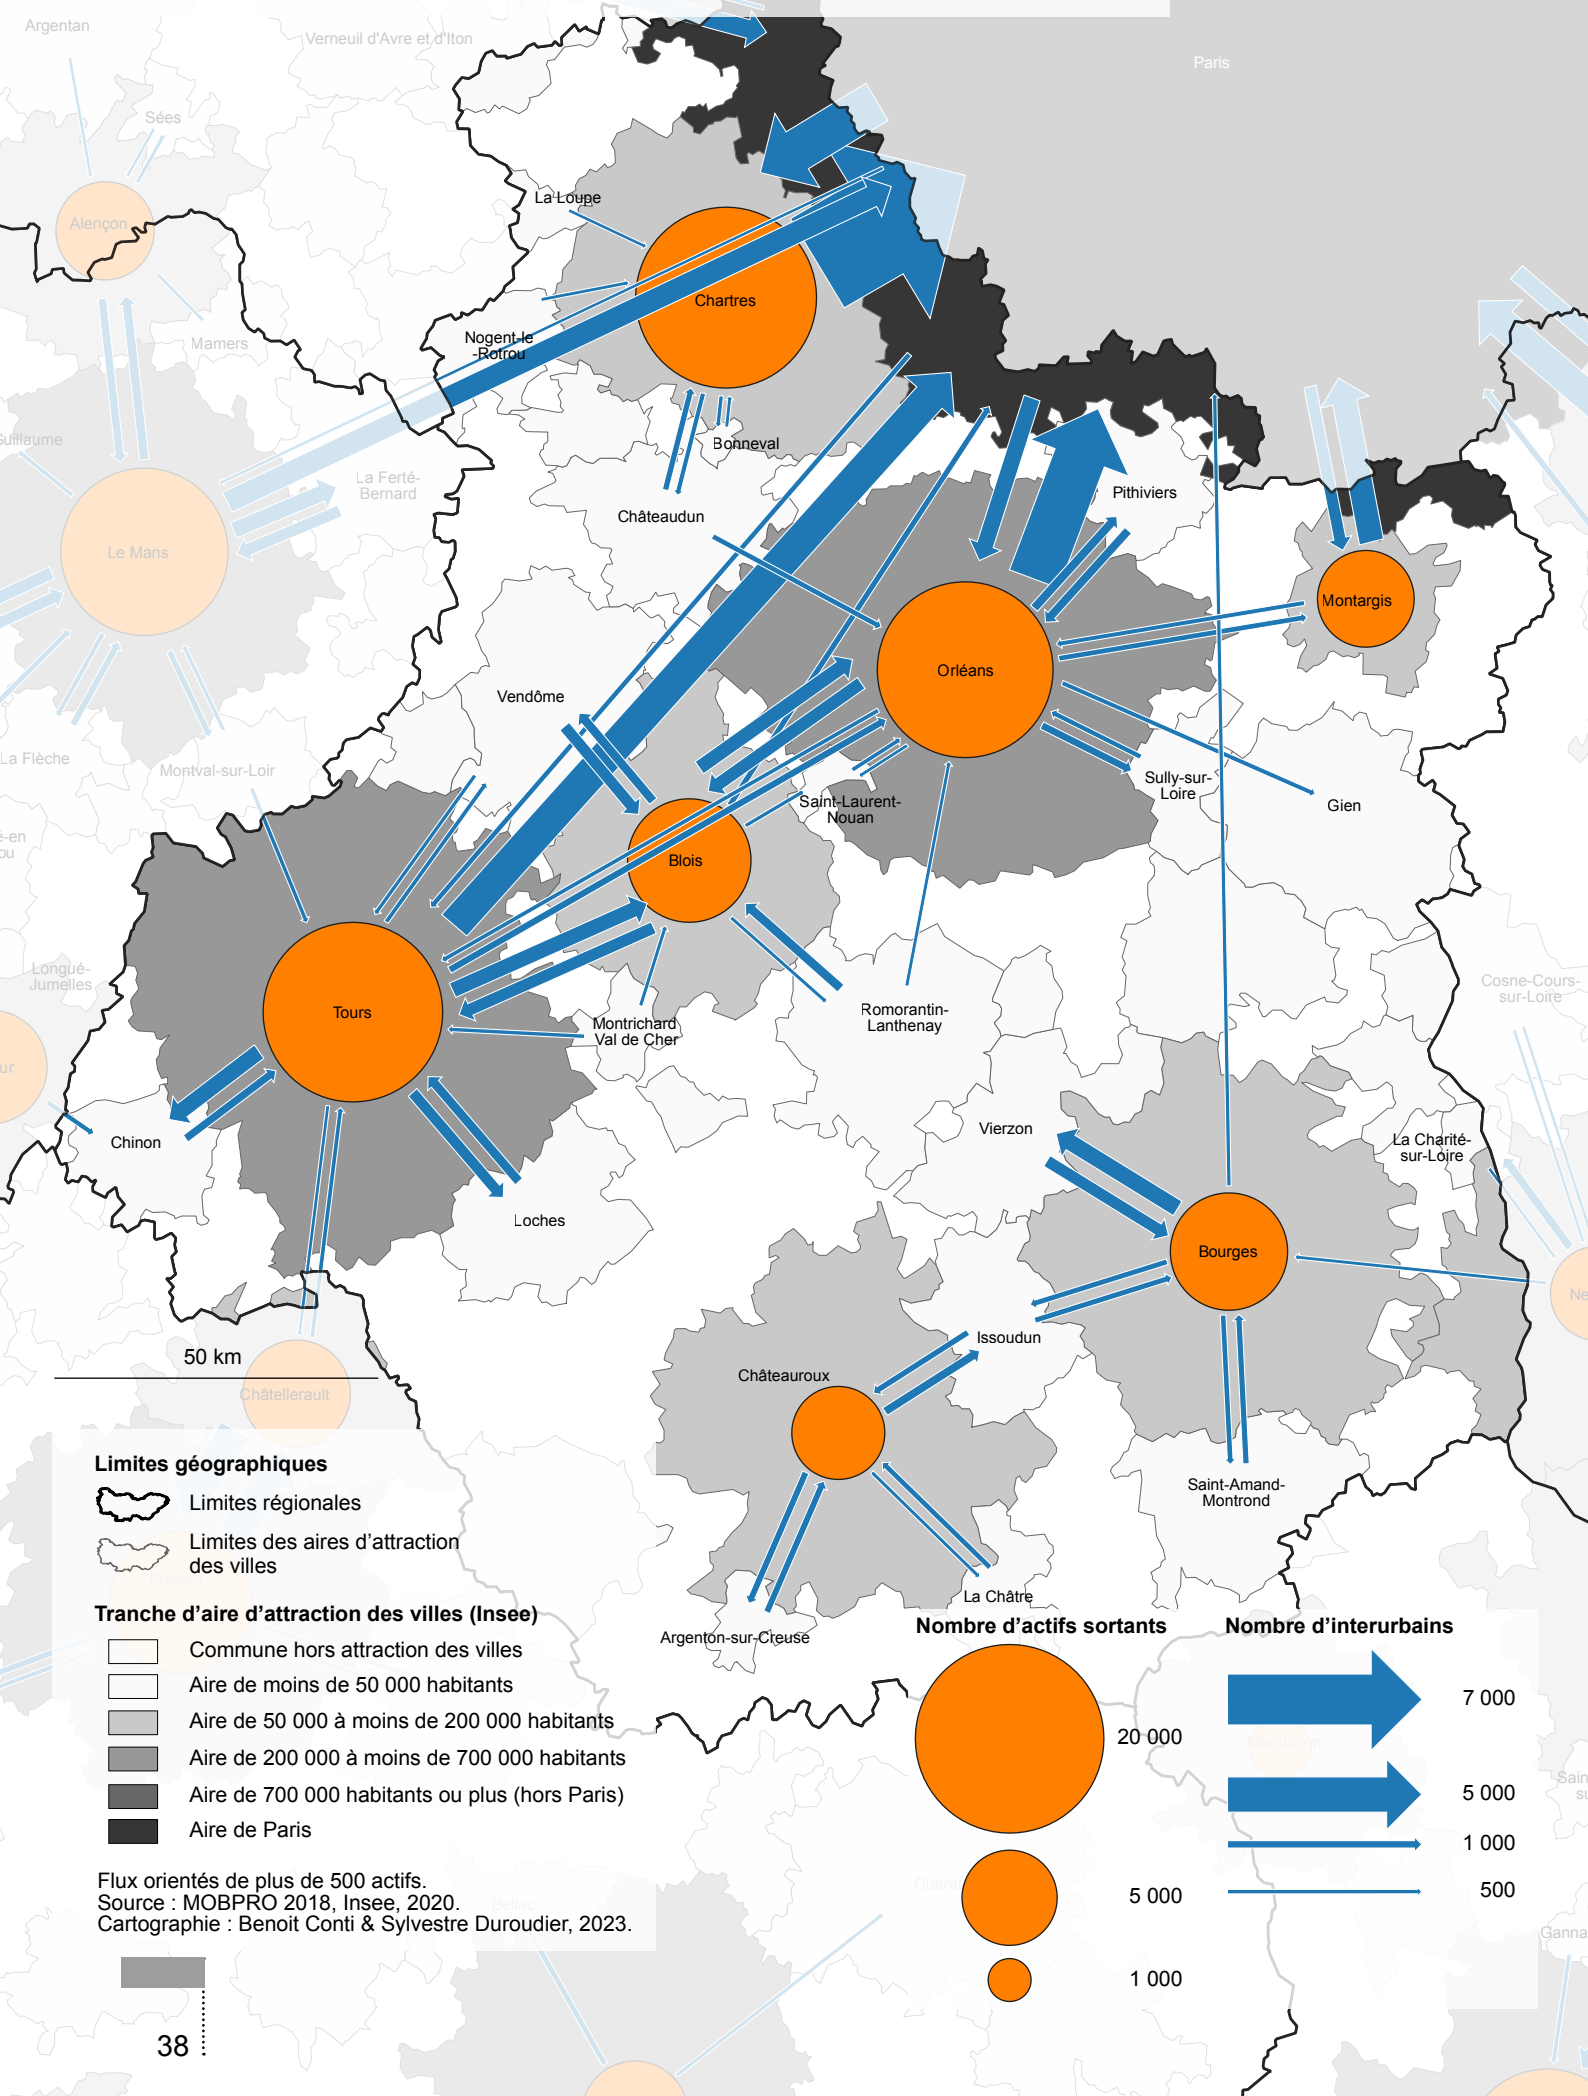 Argentan
Verneuil d'Avre et d'Iton
Paris
Sées
La Loupe
Alençon
Chartres
Nogent-le
-Rotrou
Mamers
Guillaume
Bonneval
La Ferté-
Bernard
Châteaudun
Pithiviers
Le Mans
Montargis
Orléans
Vendôme
La Flèche
Montval-sur-Loir
Sully-sur-
Loire
Gien
Saint-Laurent-
Nouan
Blois
Longué-
Jumelles
Cosne-Cours-
sur-Loire
Tours
Romorantin-
Lanthenay
Montrichard
Val de Cher
Chinon
Vierzon
La Charité-
sur-Loire
Loches
Bourges
Ne
Issoudun
50 km
Châteauroux
Châtellerault
Saint-Amand-
Montrond
La Châtre
Argenton-sur-Creuse
Limites géographiques
Limites régionales
Limites des aires d'attraction
des villes
Poitiers
Tranche d'aire d'attraction des villes (Insee)
Commune hors attraction des villes
Aire de moins de 50 000 habitants
Aire de 50 000 à moins de 200 000 habitants
Aire de 200 000 à moins de 700 000 habitants
Aire de 700 000 habitants ou plus (hors Paris)
Aire de Paris
Nombre d'actifs sortants
20 000
5 000
1 000
Nombre d'interurbains
7 000
5 000
1 000
500
Montluçon
Guéret
Bellac
Ganna
Flux orientés de plus de 500 actifs.
Source : MOBPRO 2018, Insee, 2020.
Cartographie : Benoit Conti & Sylvestre Duroudier, 2023.
38